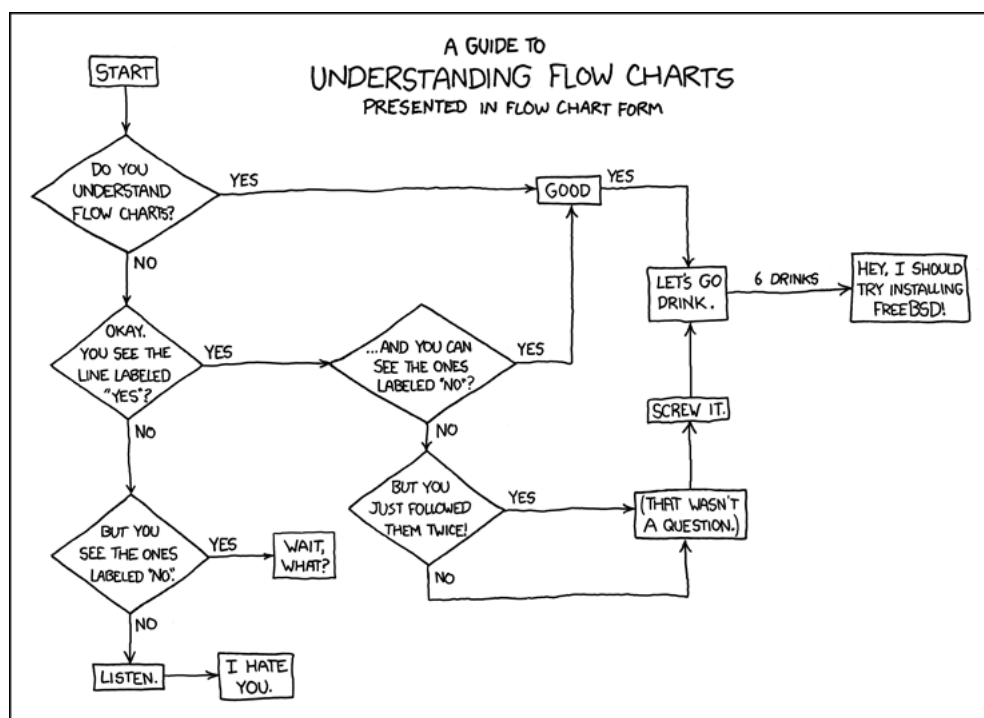 A GUIDE TO
UNDERSTANDING FLOW CHARTS
PRESENTED IN FLOW CHART FORM
START
DO YOU
UNDERSTAND
FLOW CHARTS?
YES
GOOD
YES
NO
LET'S GO
DRINK.
6 DRINKS
HEY, I SHOULD
TRY INSTALLING
FREEBSD!
OKAY.
YOU SEE THE
LINE LABELED
"YES"?
YES
...AND YOU CAN
SEE THE ONES
LABELED "NO"?
YES
NO
NO
SCREW IT.
BUT YOU
JUST FOLLOWED
THEM TWICE!
YES
(THAT WASN'T
A QUESTION.)
NO
BUT YOU
SEE THE ONES
LABELED "NO".
YES
WAIT,
WHAT?
NO
LISTEN.
I HATE
YOU.